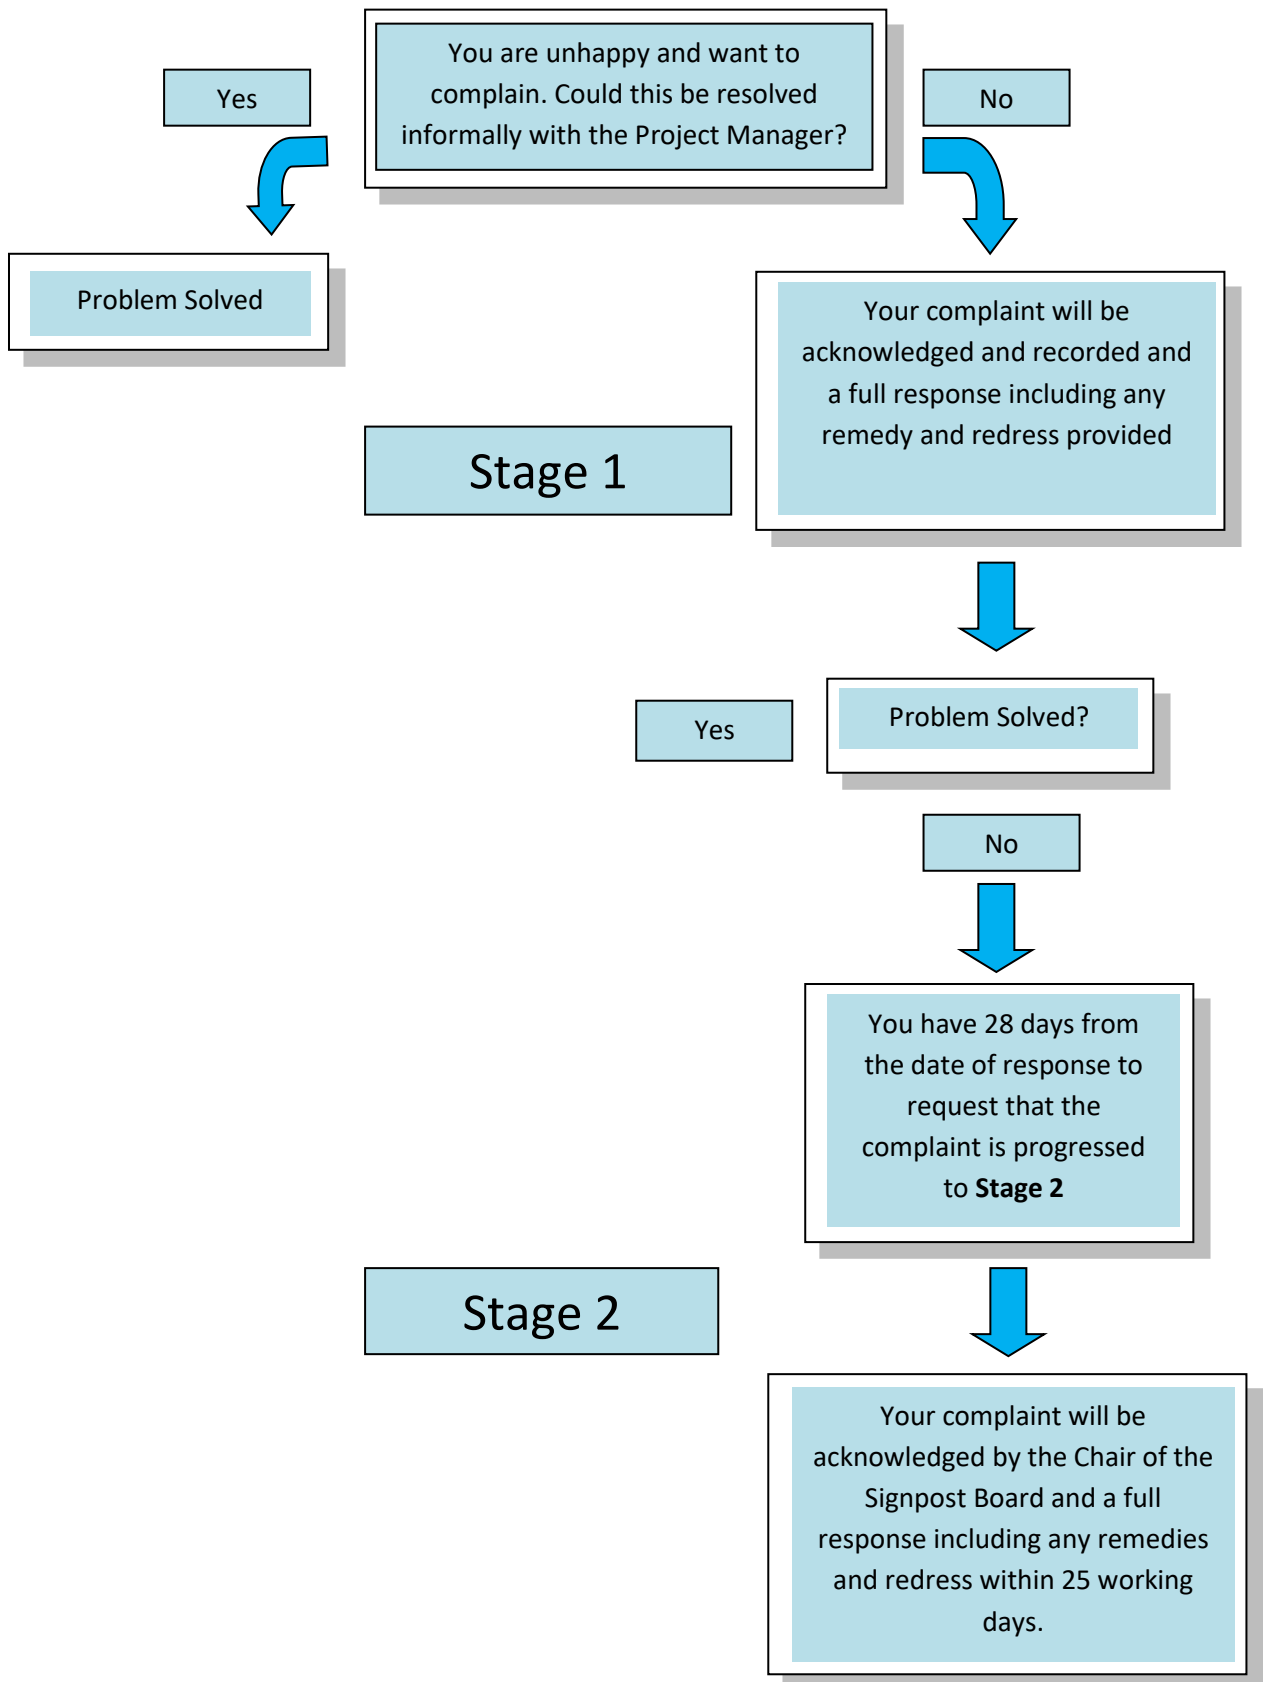 You are unhappy and want to
complain. Could this be resolved
informally with the Project Manager?
Yes
No
Problem Solved
Your complaint will be
acknowledged and recorded and
a full response including any
remedy and redress provided
Stage 1
Problem Solved?
Yes
No
You have 28 days from
the date of response to
request that the
complaint is progressed
to Stage 2
Stage 2
Your complaint will be
acknowledged by the Chair of the
Signpost Board and a full
response including any remedies
and redress within 25 working
days.